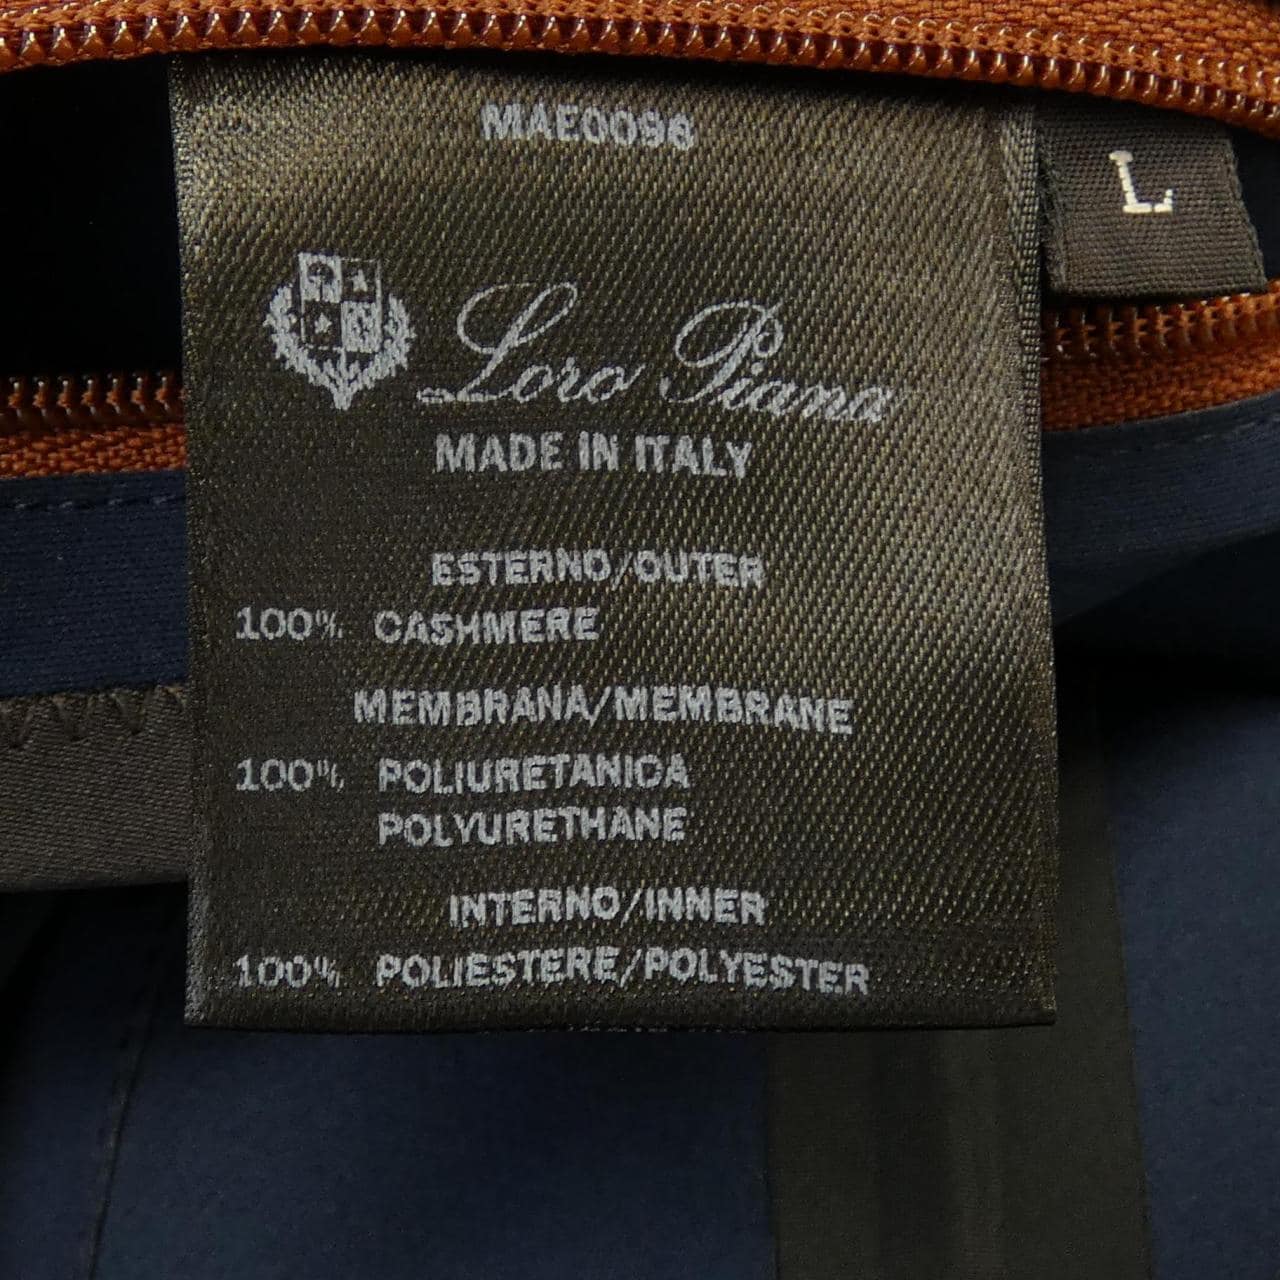 MAE0096
L
Loro Piana
MADE IN ITALY
ESTERNO/OUTER
100% CASHMERE
MEMBRANA/MEMBRANE
100% POLIURETANICA
POLYURETHANE
INTERNO/INNER
100% POLIESTERE/POLYESTER